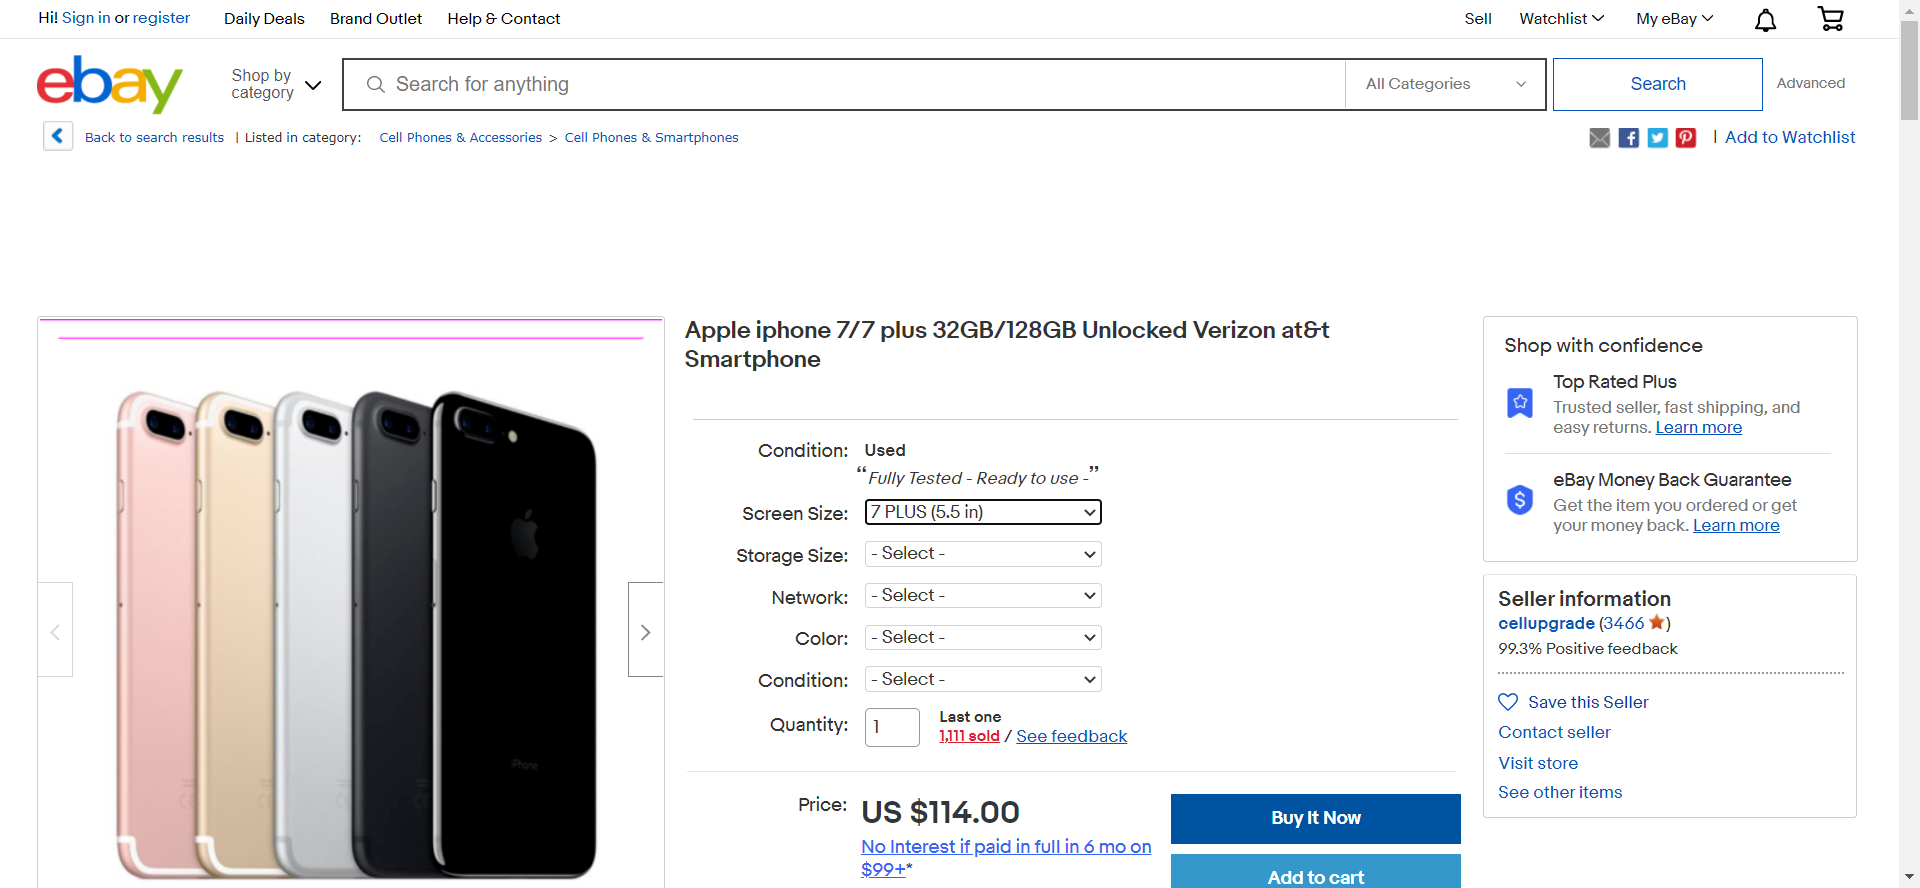 Hi! Sign in or register Daily Deals Brand Outlet Help & Contact Sell Watchlist My eBay
ebay Shop by category Search for anything All Categories Search Advanced
Back to search results | Listed in category: Cell Phones & Accessories > Cell Phones & Smartphones | Add to Watchlist
Apple iphone 7/7 plus 32GB/128GB Unlocked Verizon at&t
Smartphone
Condition: Used
“Fully Tested - Ready to use -”
Screen Size: 7 PLUS (5.5 in)
Storage Size: - Select -
Network: - Select -
Color: - Select -
Condition: - Select -
Quantity: 1 Last one
1,111 sold / See feedback
Price: US $114.00
No Interest if paid in full in 6 mo on
$99+*
Buy It Now
Add to cart
iPhone
Shop with confidence
Top Rated Plus
Trusted seller, fast shipping, and
easy returns. Learn more
eBay Money Back Guarantee
Get the item you ordered or get
your money back. Learn more
Seller information
cellupgrade (3466)
99.3% Positive feedback
Save this Seller
Contact seller
Visit store
See other items